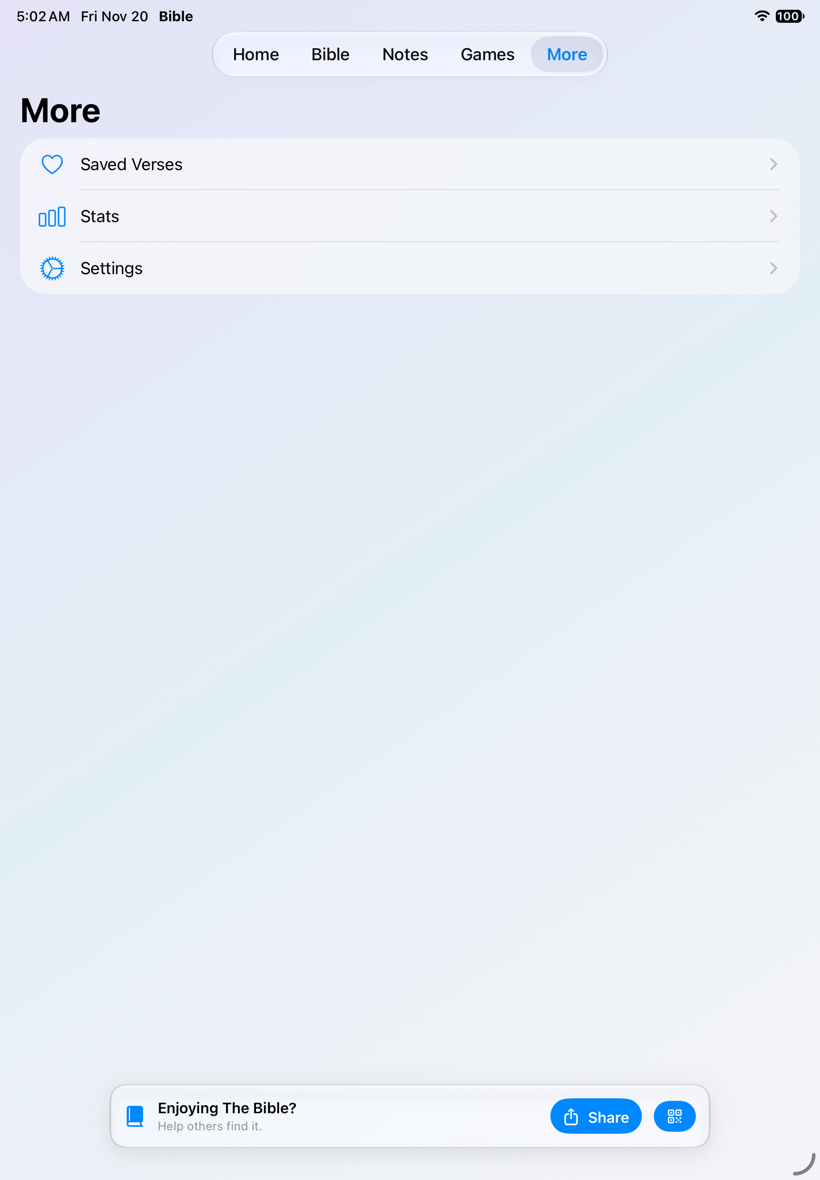 5:02 AM Fri Nov 20 Bible 100
Home Bible Notes Games More
More
Saved Verses
Stats
Settings
Enjoying The Bible?
Help others find it.
Share